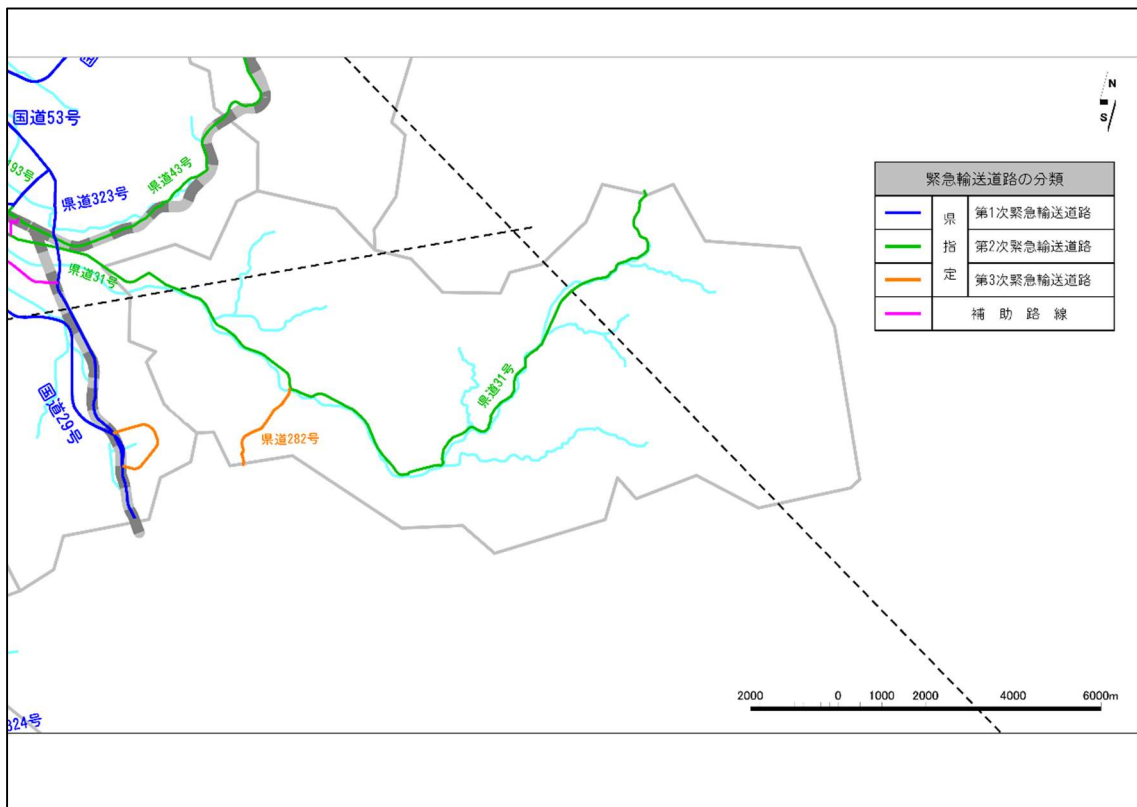 国
国道53号
193号
県道323号
県道43号
県道31号
国道29号
県道282号
県道31号
324号
N
S
緊急輸送道路の分類
県指定
第1次緊急輸送道路
第2次緊急輸送道路
第3次緊急輸送道路
補助路線
2000 0 1000 2000 4000 6000m